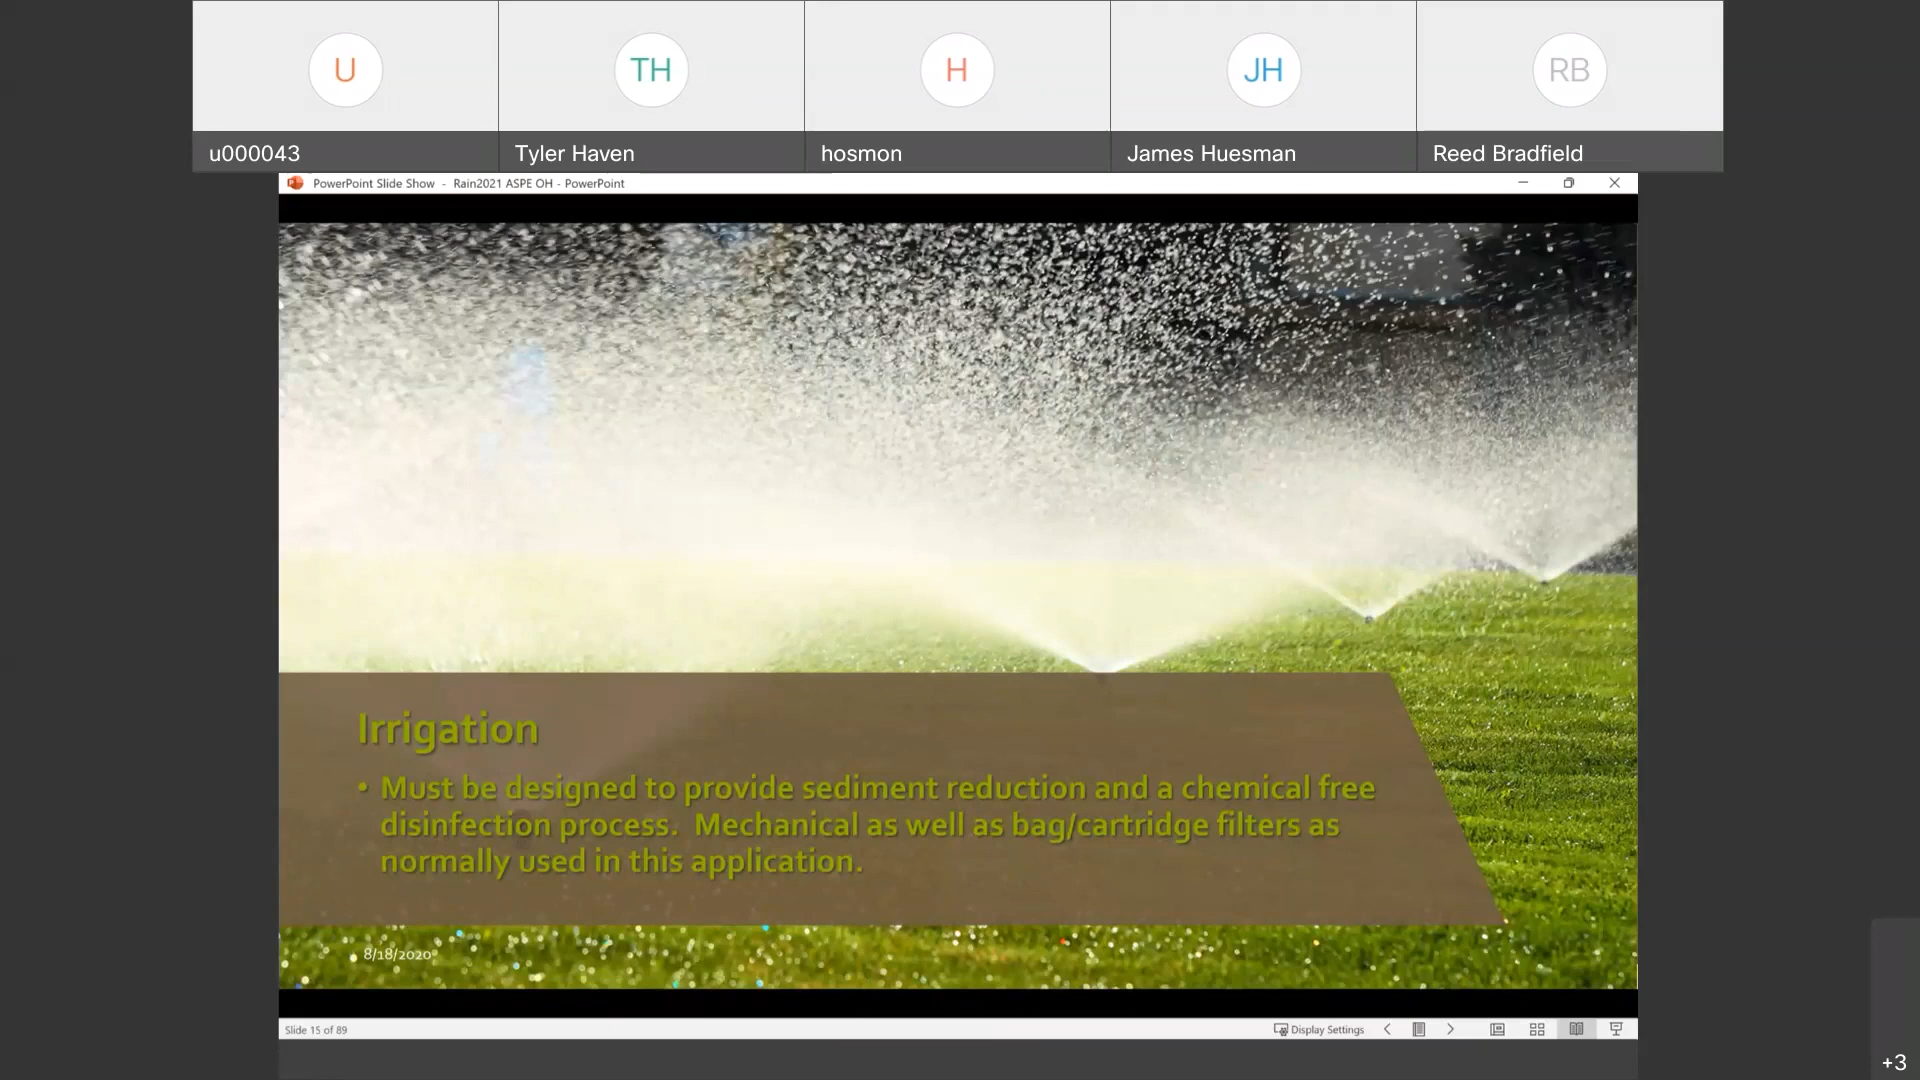 U
TH
H
JH
RB
u000043
Tyler Haven
hosmon
James Huesman
Reed Bradfield
PowerPoint Slide Show - Rain2021 ASPE OH - PowerPoint
Irrigation
• Must be designed to provide sediment reduction and a chemical free
disinfection process. Mechanical as well as bag/cartridge filters as
normally used in this application.
8/18/2020
Slide 15 of 89
Display Settings
+3